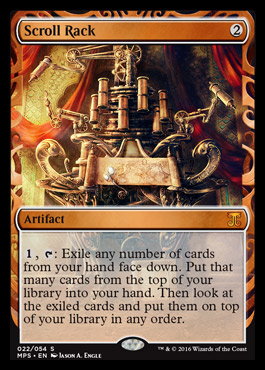 Scroll Rack 2
Artifact
1 , : Exile any number of cards
from your hand face down. Put that
many cards from the top of your
library into your hand. Then look at
the exiled cards and put them on top
of your library in any order.
022/054 S
MPS • EN Jason A. Engle
™ & © 2016 Wizards of the Coast